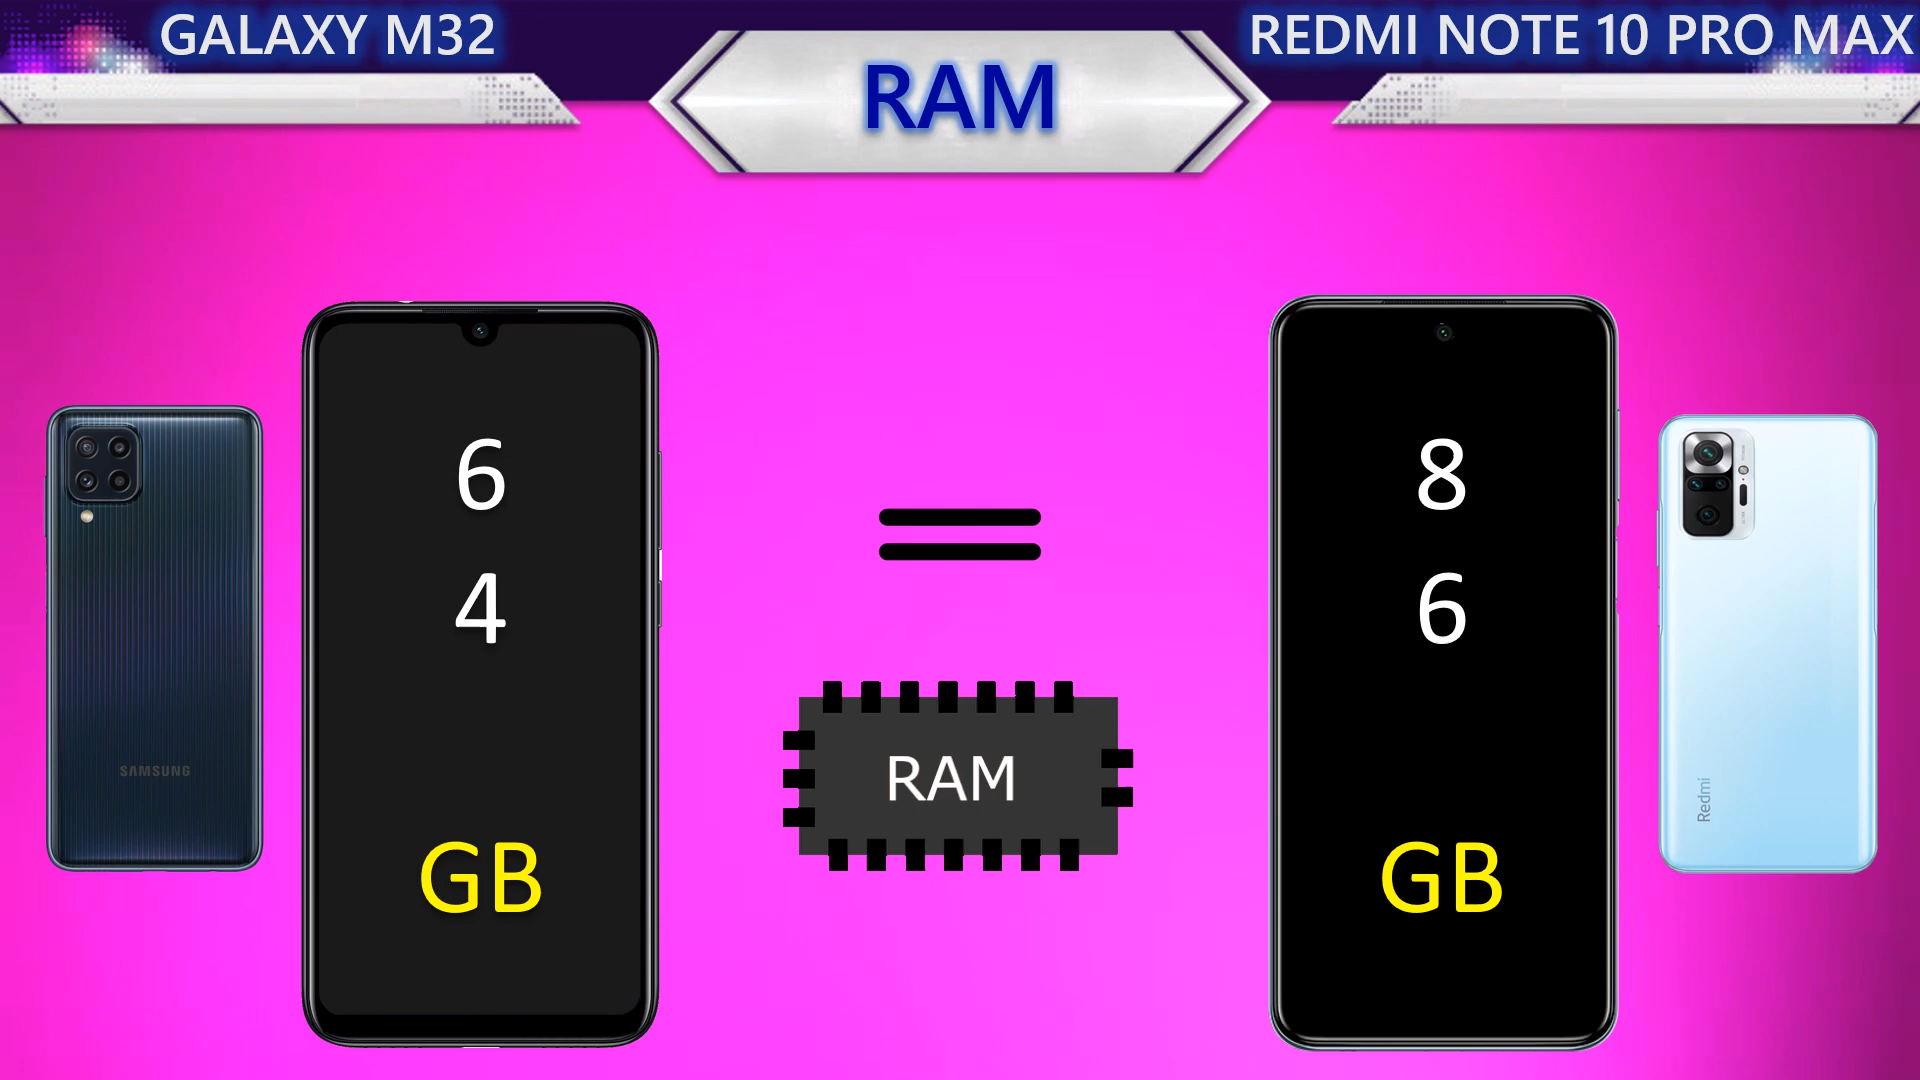 GALAXY M32
REDMI NOTE 10 PRO MAX
RAM
6
4
GB
SAMSUNG
=
RAM
8
6
GB
Redmi